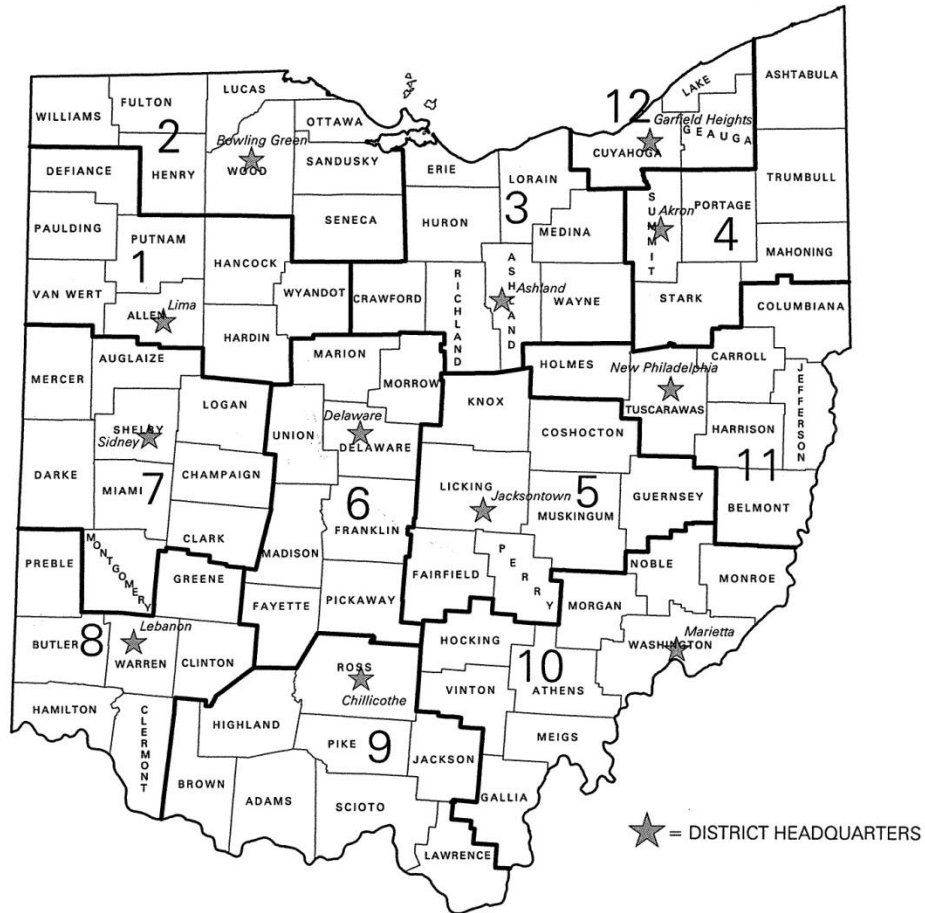 ASHTABULA
LAKE
LUCAS
FULTON
WILLIAMS
2
12
OTTAWA
Garfield Heights
GEAUGA
Bowling Green
CUYAHOGA
SANDUSKY
WOOD
ERIE
LORAIN
DEFIANCE
HENRY
TRUMBULL
3
SUMMIT
PORTAGE
Akron
4
SENECA
HURON
MEDINA
PAULDING
PUTNAM
1
HANCOCK
MAHONING
VAN WERT
WYANDOT
CRAWFORD
RICHLAND
ASHLAND
Ashland
WAYNE
STARK
COLUMBIANA
Lima
ALLEN
HARDIN
AUGLAIZE
MARION
HOLMES
CARROLL
New Philadelphia
JEFFERSON
MERCER
MORROW
KNOX
TUSCARAWAS
LOGAN
Delaware
SHELBY
Sidney
UNION
DELAWARE
COSHOCTON
HARRISON
11
DARKE
CHAMPAIGN
MIAMI
7
6
LICKING
Jacksontown
5
GUERNSEY
MUSKINGUM
BELMONT
FRANKLIN
CLARK
MADISON
MONTGOMERY
PREBLE
GREENE
FAIRFIELD
PERRY
NOBLE
MONROE
FAYETTE
PICKAWAY
MORGAN
Lebanon
8
BUTLER
WARREN
CLINTON
HOCKING
Marietta
WASHINGTON
ROSS
Chillicothe
10
ATHENS
VINTON
HAMILTON
CLERMONT
HIGHLAND
PIKE
9
MEIGS
JACKSON
BROWN
ADAMS
SCIOTO
GALLIA
LAWRENCE
= DISTRICT HEADQUARTERS